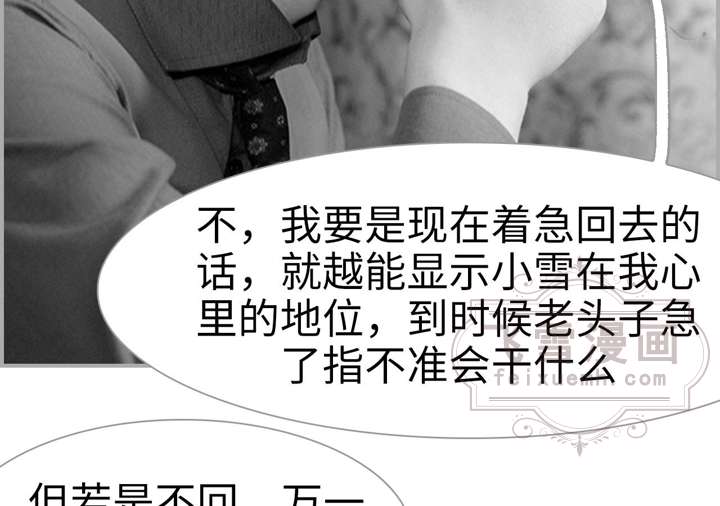 不，我要是现在着急回去的
话，就越能显示小雪在我心
里的地位，到时候老头子急
了指不准会干什么
飞雪漫画
feixuemh.com
但若是不回，万一